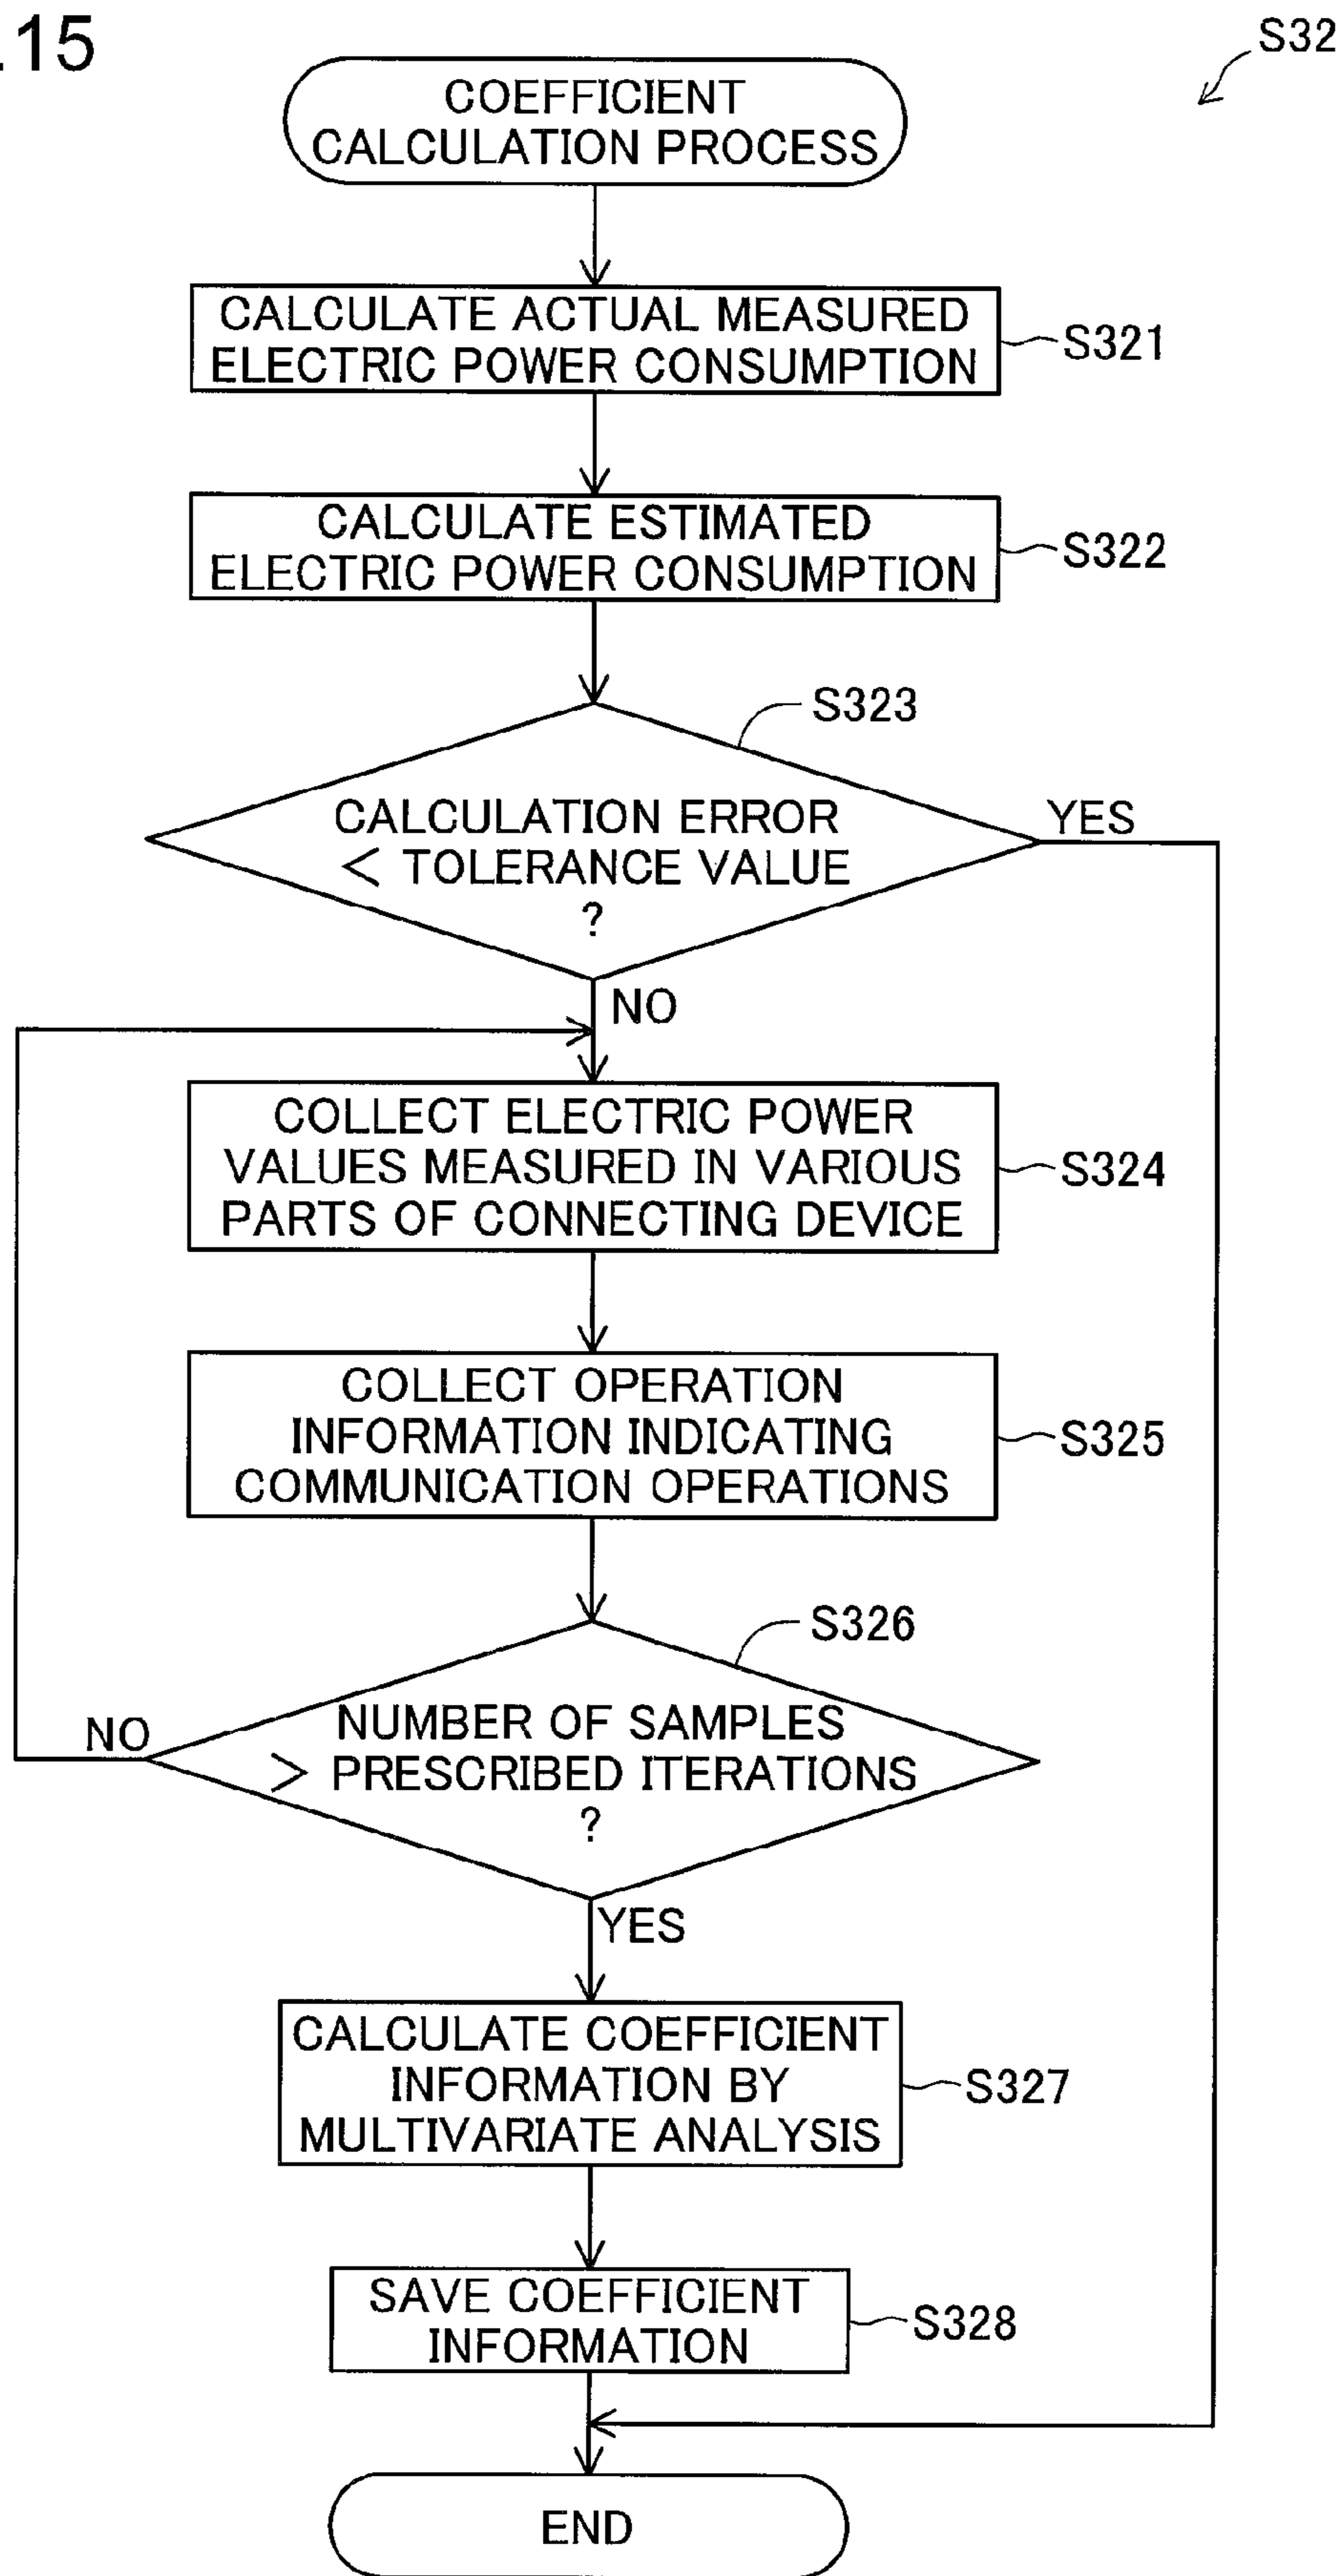 .15
S32
COEFFICIENT
CALCULATION PROCESS
CALCULATE ACTUAL MEASURED
ELECTRIC POWER CONSUMPTION
S321
CALCULATE ESTIMATED
ELECTRIC POWER CONSUMPTION
S322
S323
CALCULATION ERROR
< TOLERANCE VALUE
?
YES
NO
COLLECT ELECTRIC POWER
VALUES MEASURED IN VARIOUS
PARTS OF CONNECTING DEVICE
S324
COLLECT OPERATION
INFORMATION INDICATING
COMMUNICATION OPERATIONS
S325
S326
NUMBER OF SAMPLES
> PRESCRIBED ITERATIONS
?
NO
YES
CALCULATE COEFFICIENT
INFORMATION BY
MULTIVARIATE ANALYSIS
S327
SAVE COEFFICIENT
INFORMATION
S328
END